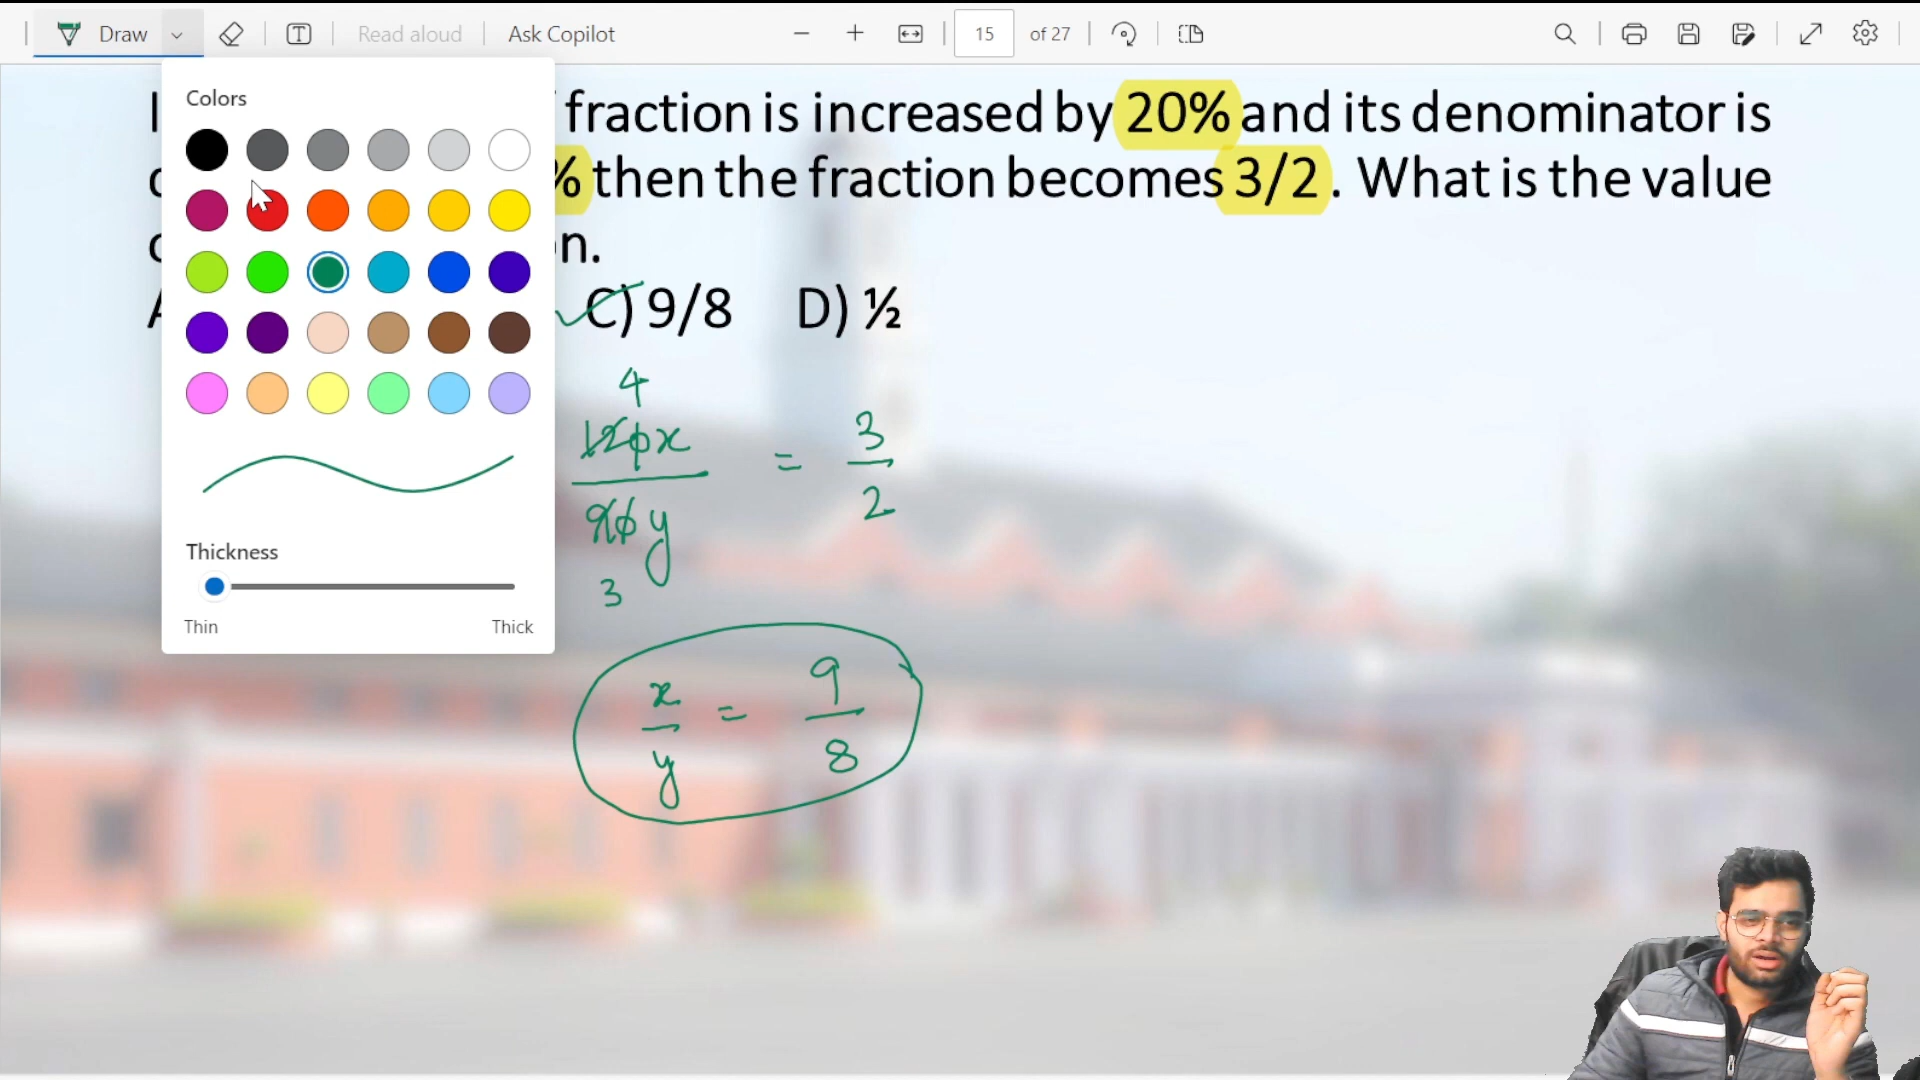 Draw Read aloud Ask Copilot 15 of 27
Colors
fraction is increased by 20% and its denominator is
% then the fraction becomes 3/2. What is the value
n.
C) 9/8 D) ½
4
120x
90y
3
= 3/2
x/y = 9/8
Thickness
Thin Thick